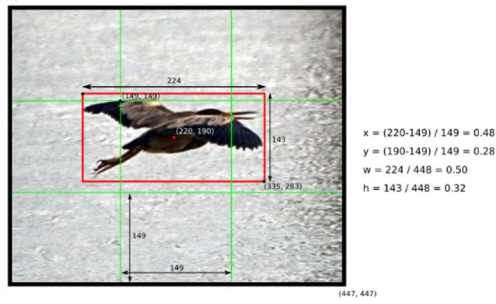 224
(149, 149)
(220, 190)
143
(335, 283)
149
149
(447, 447)
x = (220-149) / 149 = 0.48
y = (190-149) / 149 = 0.28
w = 224 / 448 = 0.50
h = 143 / 448 = 0.32